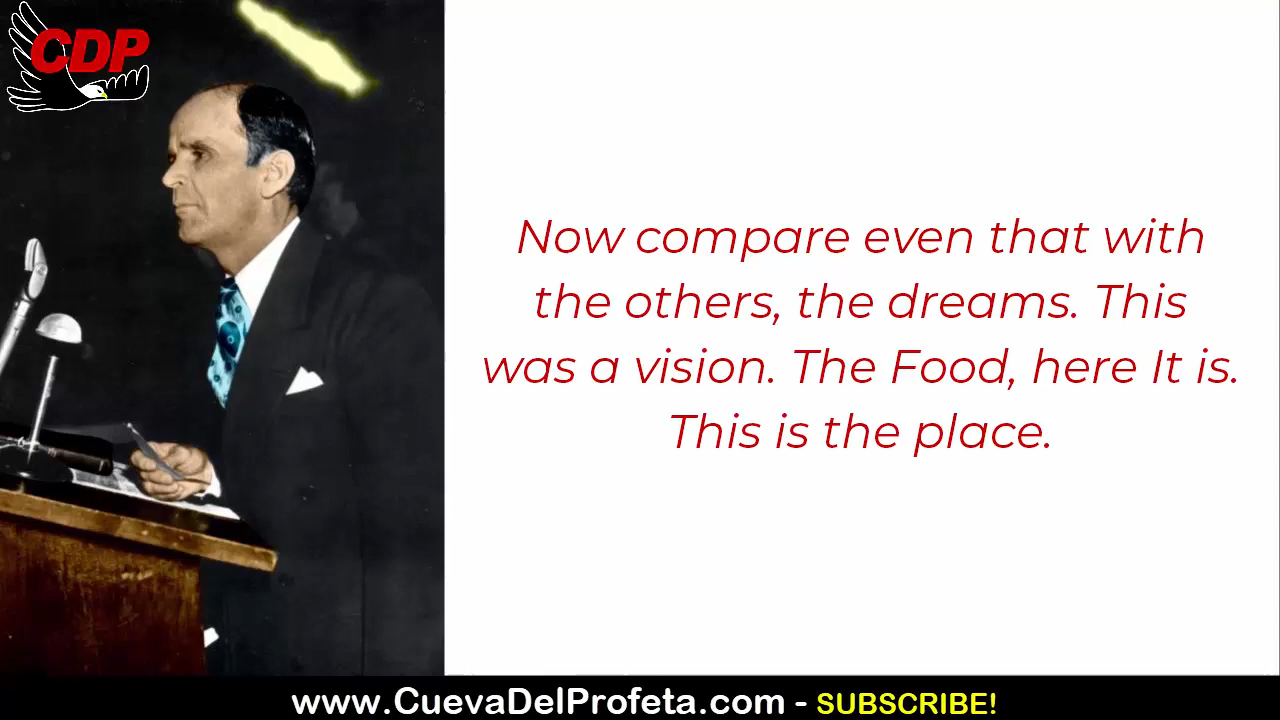 CDP
Now compare even that with
the others, the dreams. This
was a vision. The Food, here It is.
This is the place.
www.CuevaDelProfeta.com - SUBSCRIBE!